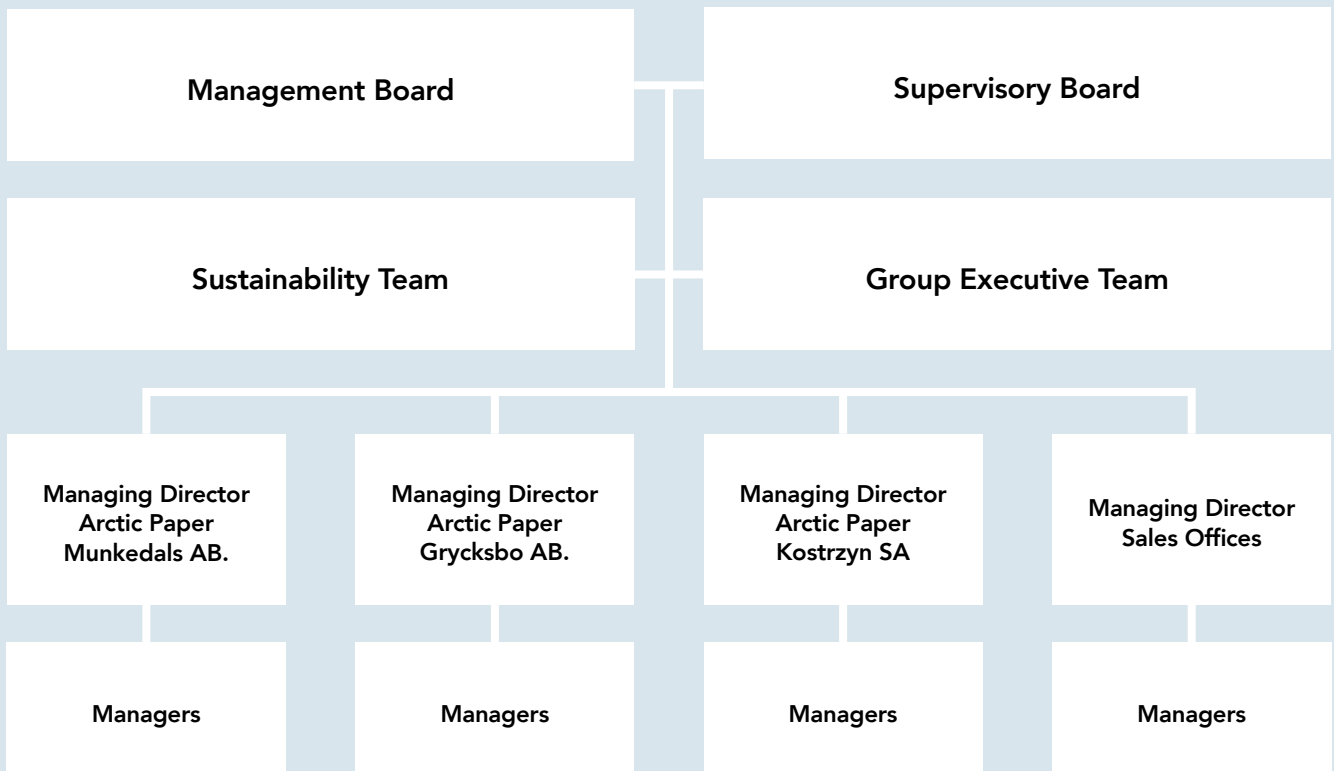 Management Board
Supervisory Board
Sustainability Team
Group Executive Team
Managing Director
Arctic Paper
Munkedals AB.
Managing Director
Arctic Paper
Grycksbo AB.
Managing Director
Arctic Paper
Kostrzyn SA
Managing Director
Sales Offices
Managers
Managers
Managers
Managers